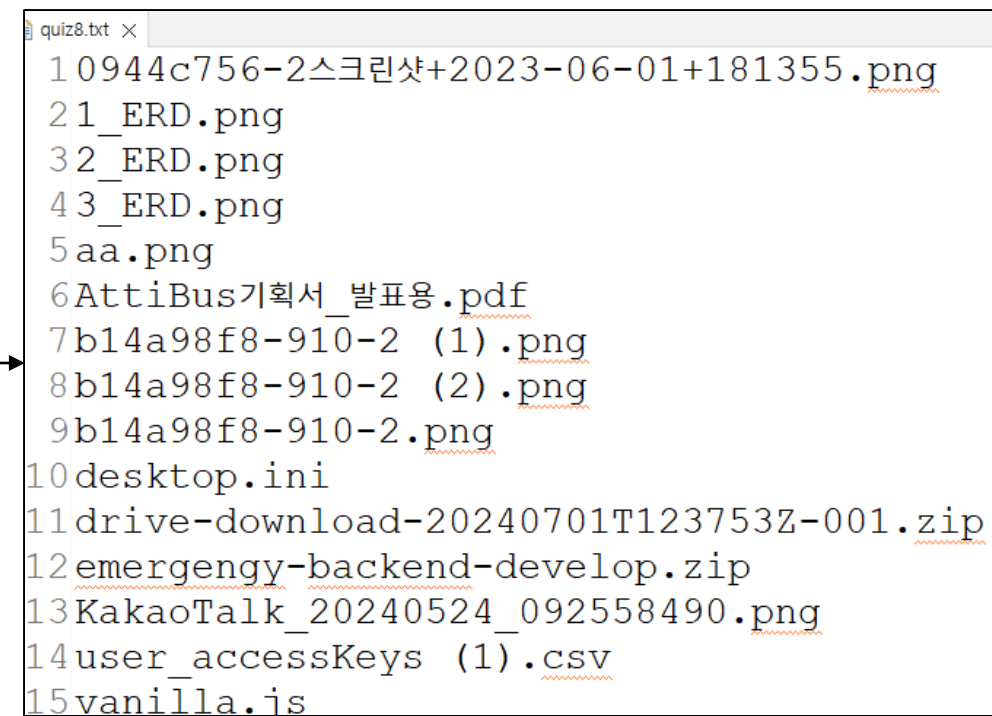 quiz8.txt
1 0944c756-2스크린샷+2023-06-01+181355.png
2 1_ERD.png
3 2_ERD.png
4 3_ERD.png
5 aa.png
6 AttiBus기획서_발표용.pdf
7 b14a98f8-910-2 (1).png
8 b14a98f8-910-2 (2).png
9 b14a98f8-910-2.png
10 desktop.ini
11 drive-download-20240701T123753Z-001.zip
12 emergengy-backend-develop.zip
13 KakaoTalk_20240524_092558490.png
14 user_accessKeys (1).csv
15 vanilla.js